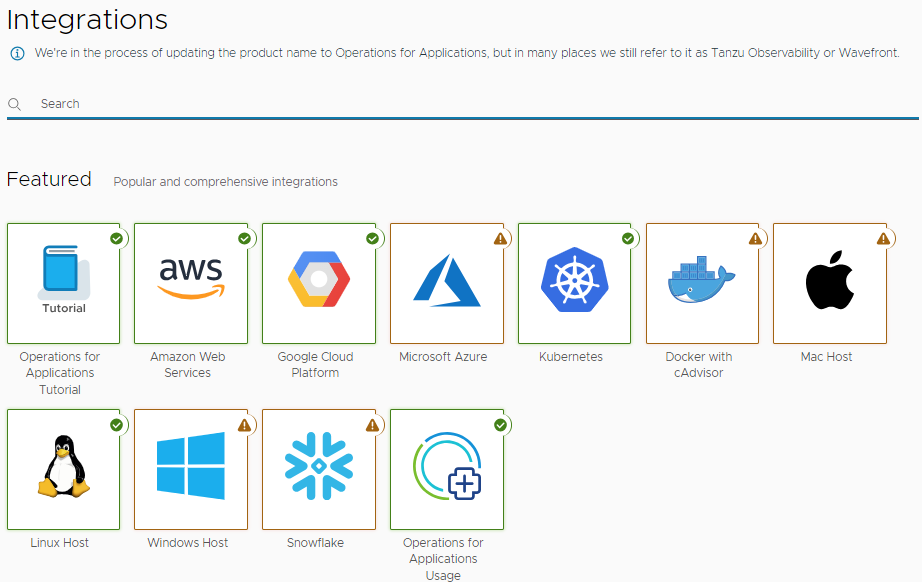 Integrations
We're in the process of updating the product name to Operations for Applications, but in many places we still refer to it as Tanzu Observability or Wavefront.
Search
Featured
Popular and comprehensive integrations
Tutorial
aws
Operations for
Applications
Tutorial
Amazon Web
Services
Google Cloud
Platform
Microsoft Azure
Kubernetes
Docker with
cAdvisor
Mac Host
Linux Host
Windows Host
Snowflake
Operations for
Applications
Usage